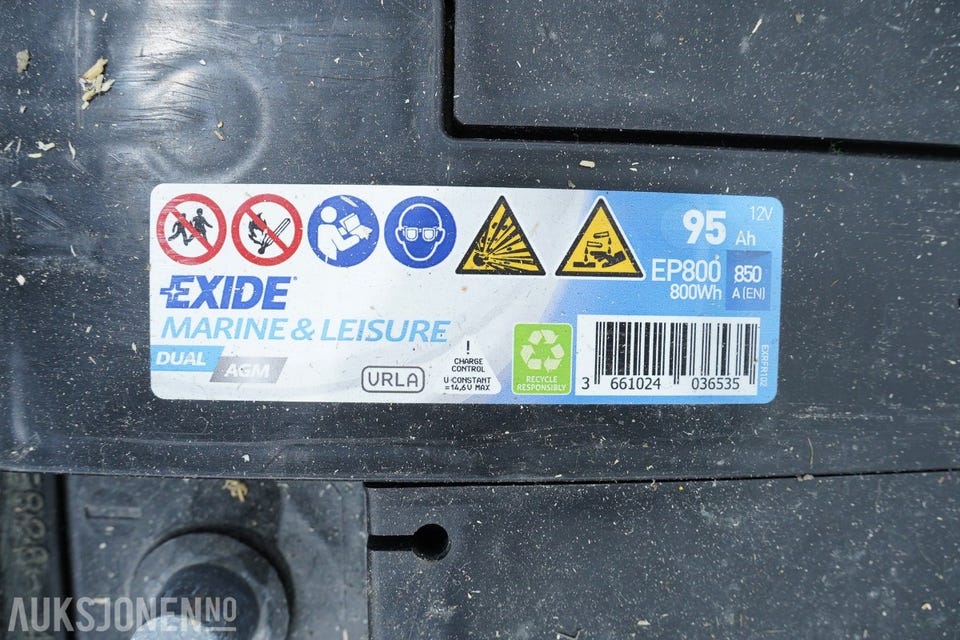 95 Ah 12V
EP800
800Wh
850
A (EN)
EXIDE
MARINE & LEISURE
DUAL
AGM
VRLA
!
CHARGE
CONTROL
U-CONSTANT
=14,6V MAX
RECYCLE
RESPONSIBLY
3 661024 036535
EXRFR102
AUKSJONEN.NO